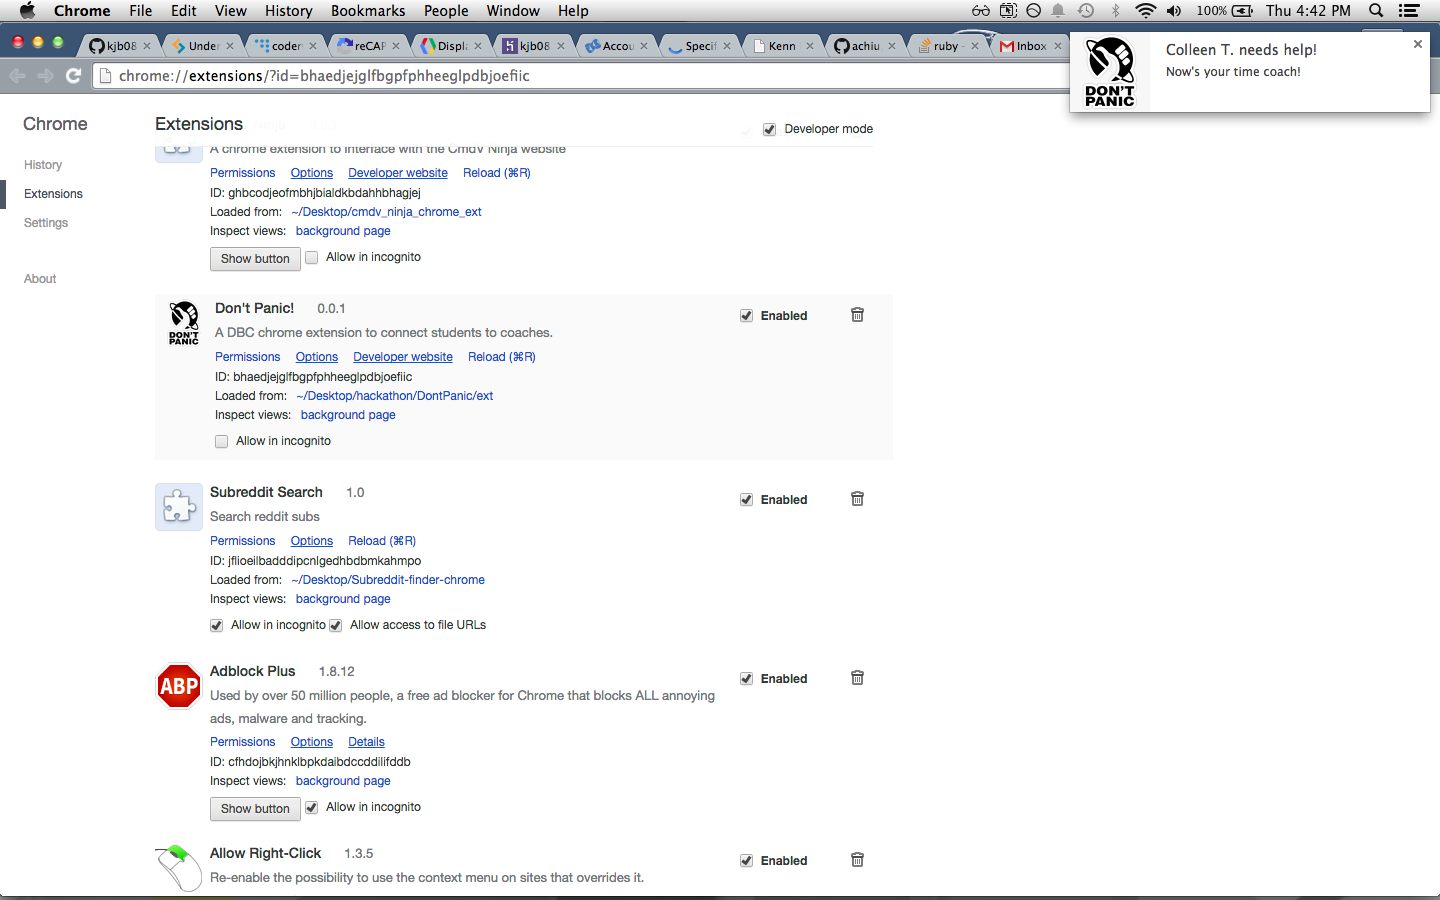 Chrome File Edit View History Bookmarks People Window Help 100% Thu 4:42 PM
kjb08 Under coder reCAP Displa kjb08 Accou Specif Kenn achiu ruby - Inbox
chrome://extensions/?id=bhaedjejglfbgpfphheeglpdbjoefiic
DON'T PANIC
Colleen T. needs help!
Now's your time coach!
Chrome
History
Extensions
Settings
About
Extensions
Developer mode
A chrome extension to interface with the CmdV Ninja website
Permissions Options Developer website Reload (⌘R)
ID: ghbcodjeofmbhjbialdkbdahhbhagjej
Loaded from: ~/Desktop/cmdv_ninja_chrome_ext
Inspect views: background page
Show button Allow in incognito
DON'T PANIC
Don't Panic! 0.0.1 Enabled
A DBC chrome extension to connect students to coaches.
Permissions Options Developer website Reload (⌘R)
ID: bhaedjejglfbgpfphheeglpdbjoefiic
Loaded from: ~/Desktop/hackathon/DontPanic/ext
Inspect views: background page
Allow in incognito
Subreddit Search 1.0 Enabled
Search reddit subs
Permissions Options Reload (⌘R)
ID: jflioeilbadddipcnlgedhbdbmkahmpo
Loaded from: ~/Desktop/Subreddit-finder-chrome
Inspect views: background page
Allow in incognito Allow access to file URLs
ABP
Adblock Plus 1.8.12 Enabled
Used by over 50 million people, a free ad blocker for Chrome that blocks ALL annoying
ads, malware and tracking.
Permissions Options Details
ID: cfhdojbkjhnklbpkdaibdccddilifddb
Inspect views: background page
Show button Allow in incognito
Allow Right-Click 1.3.5 Enabled
Re-enable the possibility to use the context menu on sites that overrides it.